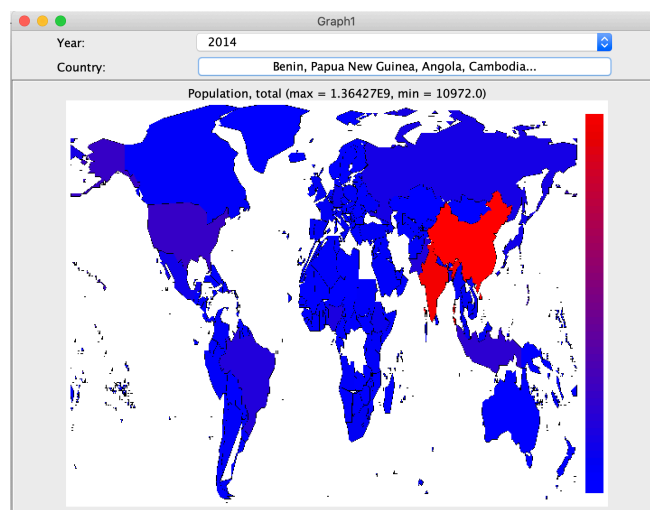 Graph1
Year:
2014
Country:
Benin, Papua New Guinea, Angola, Cambodia...
Population, total (max = 1.36427E9, min = 10972.0)